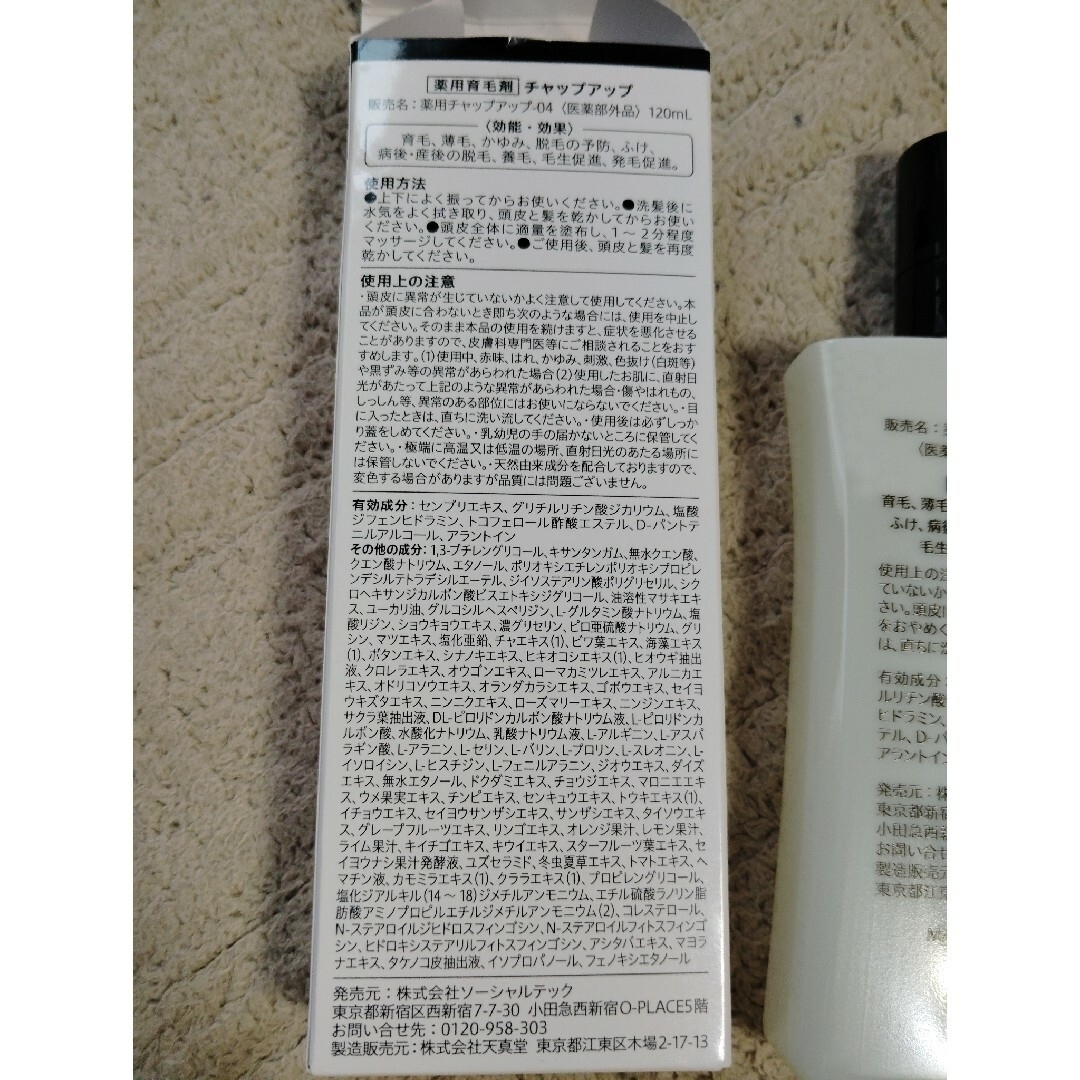 薬用育毛剤 チャップアップ
販売名：薬用チャップアップ-04〈医薬部外品〉120mL
〈効能・効果〉
育毛、薄毛、かゆみ、脱毛の予防、ふけ、
病後・産後の脱毛、養毛、毛生促進、発毛促進。
使用方法
●上下によく振ってからお使いください。●洗髪後に
水気をよく拭き取り、頭皮と髪を乾かしてからお使い
ください。●頭皮全体に適量を塗布し、1～2分程度
マッサージしてください。●ご使用後、頭皮と髪を再度
乾かしてください。
使用上の注意
・頭皮に異常が生じていないかよく注意して使用してください。本
品が頭皮に合わないとき即ち次のような場合には、使用を中止し
てください。そのまま本品の使用を続けますと、症状を悪化させる
ことがありますので、皮膚科専門医等にご相談されることをおす
すめします。(1)使用中、赤味、はれ、かゆみ、刺激、色抜け(白斑等)
や黒ずみ等の異常があらわれた場合(2)使用したお肌に、直射日
光があたって上記のような異常があらわれた場合・傷やはれもの、
しっしん等、異常のある部位にはお使いにならないでください。・目
に入ったときは、直ちに洗い流してください。・使用後は必ずしっか
り蓋をしめてください。・乳幼児の手の届かないところに保管してく
ださい。・極端に高温又は低温の場所、直射日光のあたる場所に
は保管しないでください。・天然由来成分を配合しておりますので、
変色する場合がありますが品質には問題ございません。
有効成分：センブリエキス、グリチルリチン酸ジカリウム、塩酸
ジフェンヒドラミン、トコフェロール酢酸エステル、D-パントテ
ニルアルコール、アラントイン
その他の成分：1,3-ブチレングリコール、キサンタンガム、無水クエン酸、
クエン酸ナトリウム、エタノール、ポリオキシエチレンポリオキシプロピレ
ンデシルテトラデシルエーテル、ジイソステアリン酸ポリグリセリル、シク
ロヘキサンジカルボン酸ビスエトキシジグリコール、油溶性マサキエキ
ス、ユーカリ油、グルコシルヘスペリジン、L-グルタミン酸ナトリウム、塩
酸リジン、ショウキョウエキス、濃グリセリン、ピロ亜硫酸ナトリウム、グリ
シン、マツエキス、塩化亜鉛、チャエキス(1)、ビワ葉エキス、海藻エキス
(1)、ボタンエキス、シナノキエキス、ヒキオコシエキス(1)、ヒオウギ抽出
液、クロレラエキス、オウゴンエキス、ローマカミツレエキス、アルニカエ
キス、オドリコソウエキス、オランダカラシエキス、ゴボウエキス、セイヨ
ウキズタエキス、ニンニクエキス、ローズマリーエキス、ニンジンエキス、
サクラ葉抽出液、DL-ピロリドンカルボン酸ナトリウム液、L-ピロリドンカ
ルボン酸、水酸化ナトリウム、乳酸ナトリウム液、L-アルギニン、L-アスパ
ラギン酸、L-アラニン、L-セリン、L-バリン、L-プロリン、L-スレオニン、L-
イソロイシン、L-ヒスチジン、L-フェニルアラニン、ジオウエキス、ダイズ
エキス、無水エタノール、ドクダミエキス、チョウジエキス、マロニエエキ
ス、ウメ果実エキス、チンピエキス、センキュウエキス、トウキエキス(1)、
イチョウエキス、セイヨウサンザシエキス、サンザシエキス、タイソウエキ
ス、グレープフルーツエキス、リンゴエキス、オレンジ果汁、レモン果汁、
ライム果汁、キイチゴエキス、キウイエキス、スターフルーツ葉エキス、セ
イヨウナシ果汁発酵液、ユズセラミド、冬虫夏草エキス、トマトエキス、ヘ
マチン液、カモミラエキス(1)、クララエキス(1)、プロピレングリコール、
塩化ジアルキル(14～18)ジメチルアンモニウム、エチル硫酸ラノリン脂
肪酸アミノプロピルエチルジメチルアンモニウム(2)、コレステロール、
N-ステアロイルジヒドロスフィンゴシン、N-ステアロイルフィトスフィンゴ
シン、ヒドロキシステアリルフィトスフィンゴシン、アシタバエキス、マヨラ
ナエキス、タケノコ皮抽出液、イソプロパノール、フェノキシエタノール
発売元：株式会社ソーシャルテック
東京都新宿区西新宿7-7-30 小田急西新宿O-PLACE5階
お問い合せ先：0120-958-303
製造販売元：株式会社天真堂 東京都江東区木場2-17-13
販売名：
〈医薬
育毛、薄毛
ふけ、病後
毛生
使用上の注
ていないか
さい。頭皮に
をおやめく
は、直ちに洗
有効成分：
ルリチン酸
ヒドラミン、
テル、D-パ
アラントイン
発売元：株
東京都新宿
小田急西新
お問い合せ
製造販売元
東京都江東